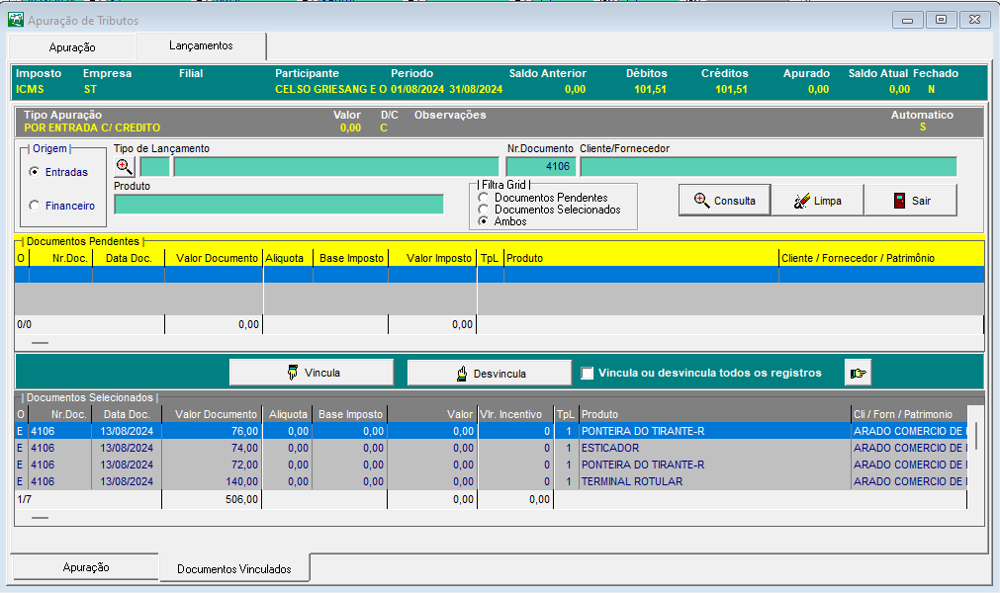 Apuração de Tributos
Apuração Lançamentos
Imposto Empresa Filial Participante Periodo Saldo Anterior Débitos Créditos Apurado Saldo Atual Fechado
ICMS ST CELSO GRIESANG E O 01/08/2024 31/08/2024 0,00 101,51 101,51 0,00 0,00 N
Tipo Apuração Valor D/C Observações Automatico
POR ENTRADA C/ CREDITO 0,00 C S
Origem Tipo de Lançamento Nr.Documento Cliente/Fornecedor
Entradas 4106
Produto Filtra Grid
Documentos Pendentes
Financeiro Documentos Selecionados Consulta Limpa Sair
Ambos
Documentos Pendentes
O Nr.Doc. Data Doc. Valor Documento Aliquota Base Imposto Valor Imposto TpL Produto Cliente / Fornecedor / Patrimônio
0/0 0,00 0,00
Vincula Desvincula Vincula ou desvincula todos os registros
Documentos Selecionados
O Nr.Doc. Data Doc. Valor Documento Aliquota Base Imposto Valor Vlr. Incentivo TpL Produto Cli / Forn / Patrimonio
E 4106 13/08/2024 76,00 0,00 0,00 0,00 0 1 PONTEIRA DO TIRANTE-R ARADO COMERCIO DE
E 4106 13/08/2024 74,00 0,00 0,00 0,00 0 1 ESTICADOR ARADO COMERCIO DE
E 4106 13/08/2024 72,00 0,00 0,00 0,00 0 1 PONTEIRA DO TIRANTE-R ARADO COMERCIO DE
E 4106 13/08/2024 140,00 0,00 0,00 0,00 0 1 TERMINAL ROTULAR ARADO COMERCIO DE
1/7 506,00 0,00 0,00
Apuração Documentos Vinculados